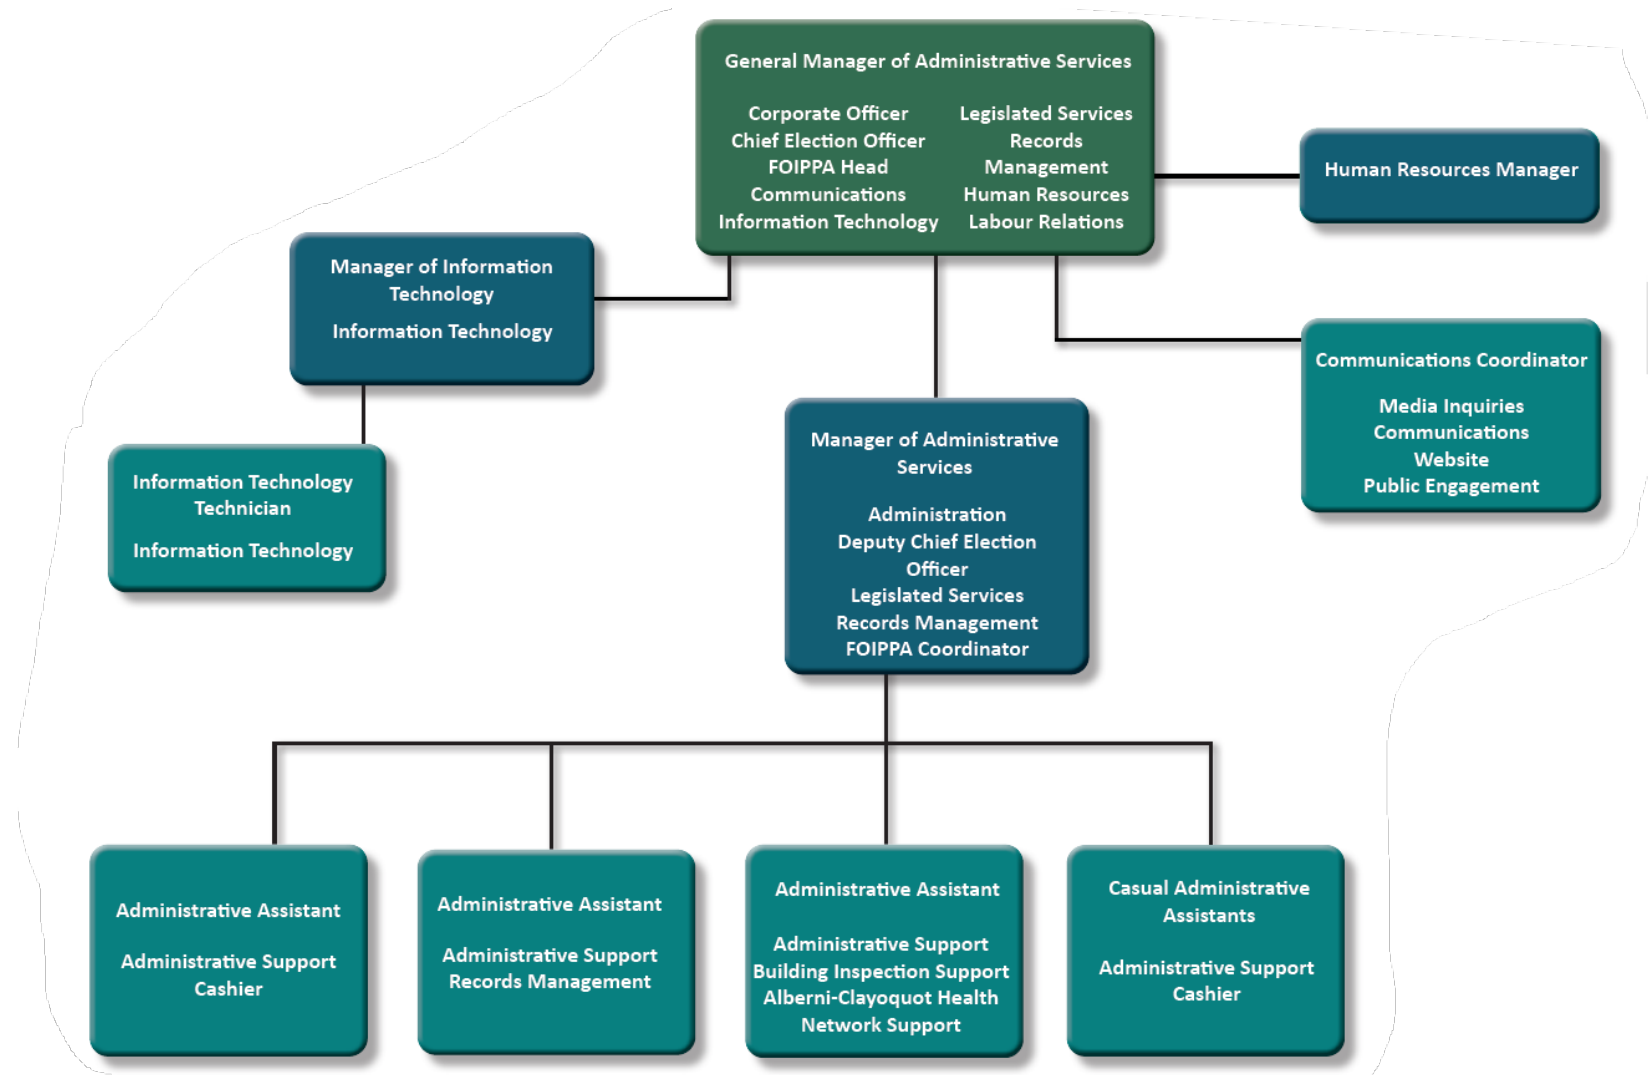 General Manager of Administrative Services
Corporate Officer
Chief Election Officer
FOIPPA Head
Communications
Information Technology
Legislated Services
Records
Management
Human Resources
Labour Relations
Human Resources Manager
Manager of Information
Technology
Information Technology
Communications Coordinator
Media Inquiries
Communications
Website
Public Engagement
Information Technology
Technician
Information Technology
Manager of Administrative
Services
Administration
Deputy Chief Election
Officer
Legislated Services
Records Management
FOIPPA Coordinator
Administrative Assistant
Administrative Support
Cashier
Administrative Assistant
Administrative Support
Records Management
Administrative Assistant
Administrative Support
Building Inspection Support
Alberni-Clayoquot Health
Network Support
Casual Administrative
Assistants
Administrative Support
Cashier